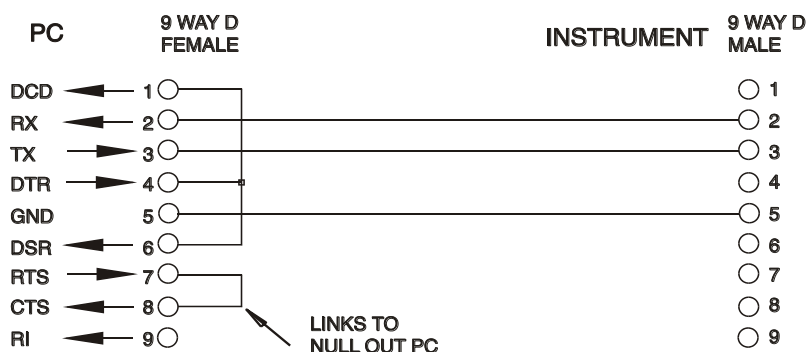 PC
9 WAY D
FEMALE
INSTRUMENT
9 WAY D
MALE
DCD 1 1
RX 2 2
TX 3 3
DTR 4 4
GND 5 5
DSR 6 6
RTS 7 7
CTS 8 8
RI 9 9
LINKS TO
NULL OUT PC